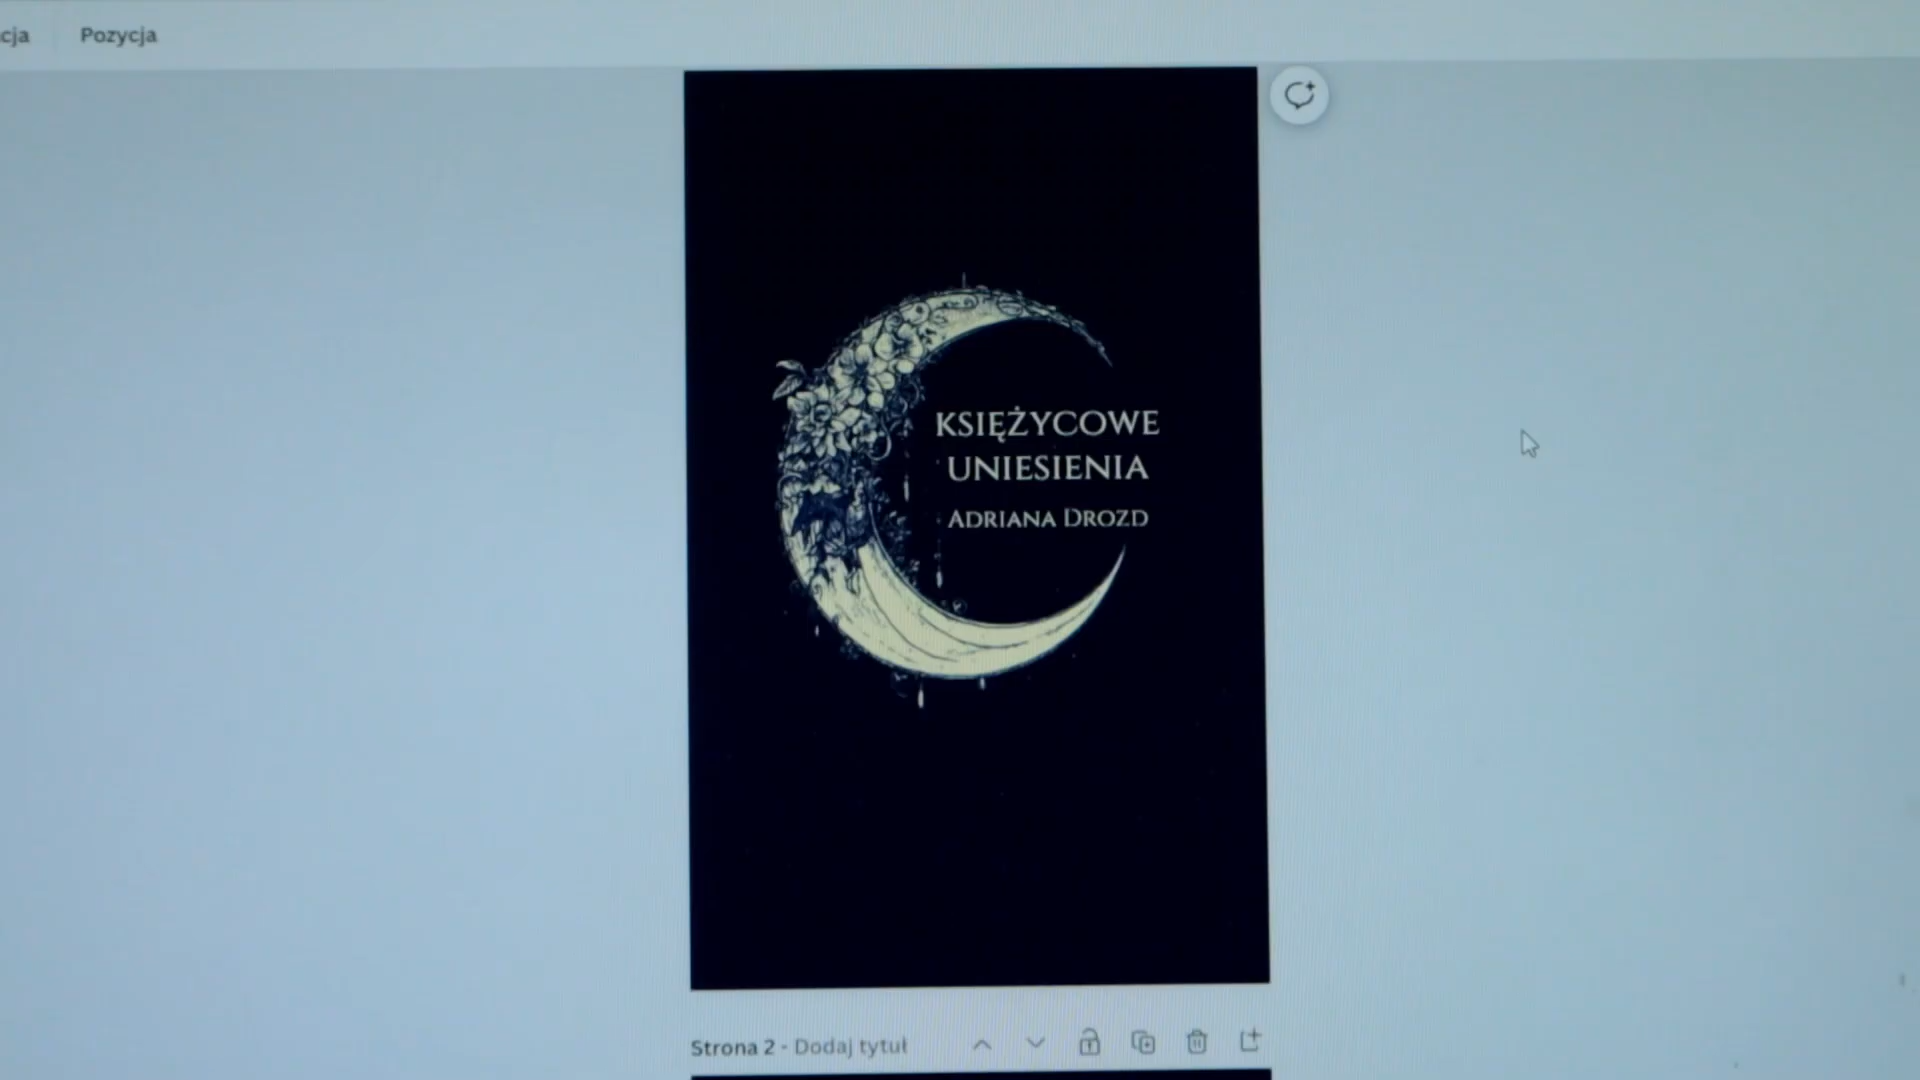 cja Pozycja
KSIĘŻYCOWE
UNIESIENIA
ADRIANA DROZD
Strona 2 - Dodaj tytuł